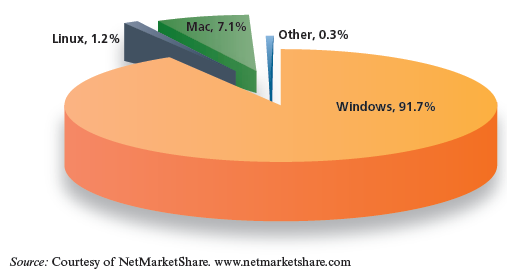 Mac, 7.1%
Linux, 1.2%
Other, 0.3%
Windows, 91.7%
Source: Courtesy of NetMarketShare. www.netmarketshare.com